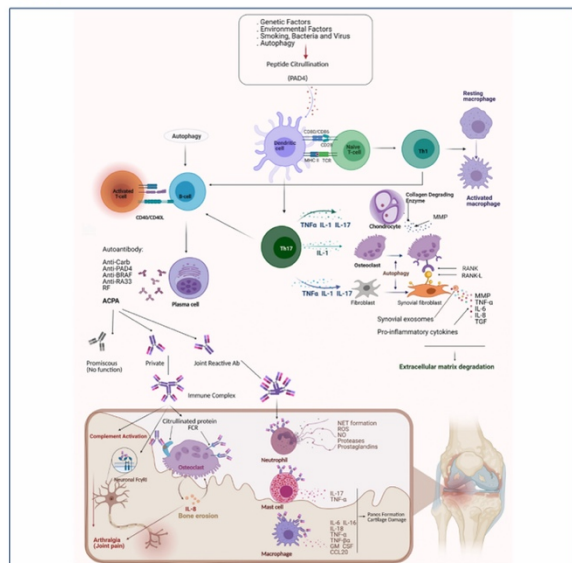 . Genetic Factors
. Environmental Factors
. Smoking, Bacteria and Virus
. Autophagy
Peptide Citrullination
(PAD4)
Resting
macrophage
Autophagy
CD80/CD86
CD28
Dendritic
cell
Naive
T-cell
MHC II TCR
Th1
Activated
macrophage
Activated
T-cell
B-cell
CD40/CD40L
Collagen Degrading
Enzyme
MMP
Chondrocyte
TNFα IL-1 IL-17
Th17
IL-1
Osteoclast
Autophagy
RANK
RANK-L
TNFα IL-1 IL-17
Fibroblast
Synovial fibroblast
Autoantibody:
Anti-Carb
Anti-PAD4
Anti-BRAF
Anti-RA33
RF
ACPA
Plasma cell
Synovial exosomes
MMP
TNF-α
IL-6
IL-8
TGF
Pro-inflammatory cytokines
Extracellular matrix degradation
Promiscous
(No function)
Private
Joint Reactive Ab
Immune Complex
Citrullinated protein
FCR
Complement Activation
Neuronal FcγRI
Osteoclast
IL-8
Bone erosion
Arthralgia
(Joint pain)
NET formation
ROS
NO
Proteases
Prostaglandins
Neutrophil
IL-17
TNF-α
Mast cell
Panus Formation
Cartilage Damage
IL-6 IL-16
IL-1B
TNF-α
GM CSF
CCL20
Macrophage